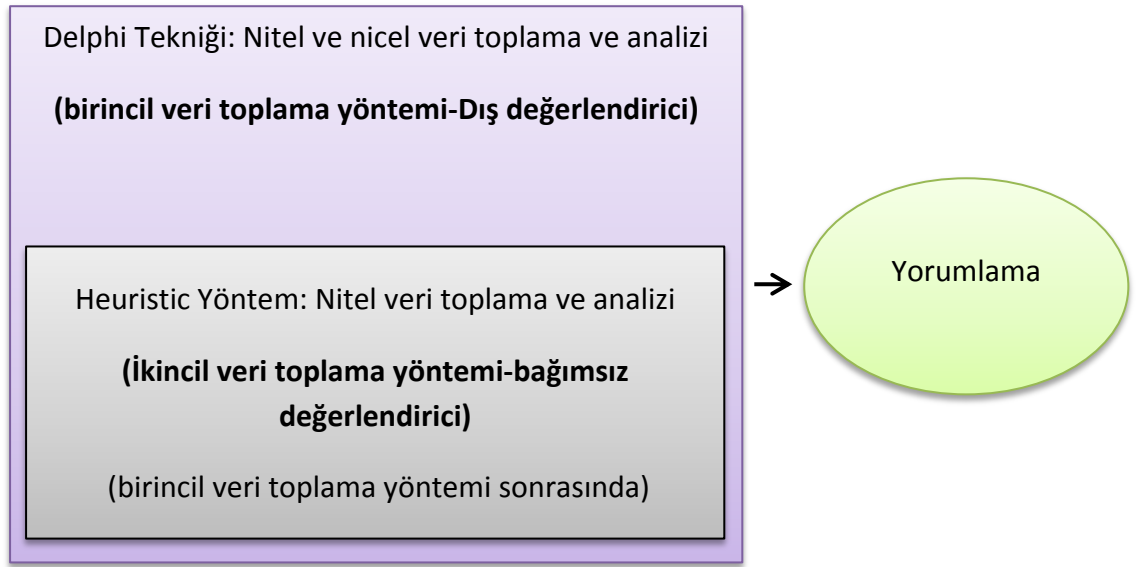 Delphi Tekniği: Nitel ve nicel veri toplama ve analizi
(birincil veri toplama yöntemi-Dış değerlendirici)
Heuristic Yöntem: Nitel veri toplama ve analizi
(İkincil veri toplama yöntemi-bağımsız
değerlendirici)
(birincil veri toplama yöntemi sonrasında)
Yorumlama